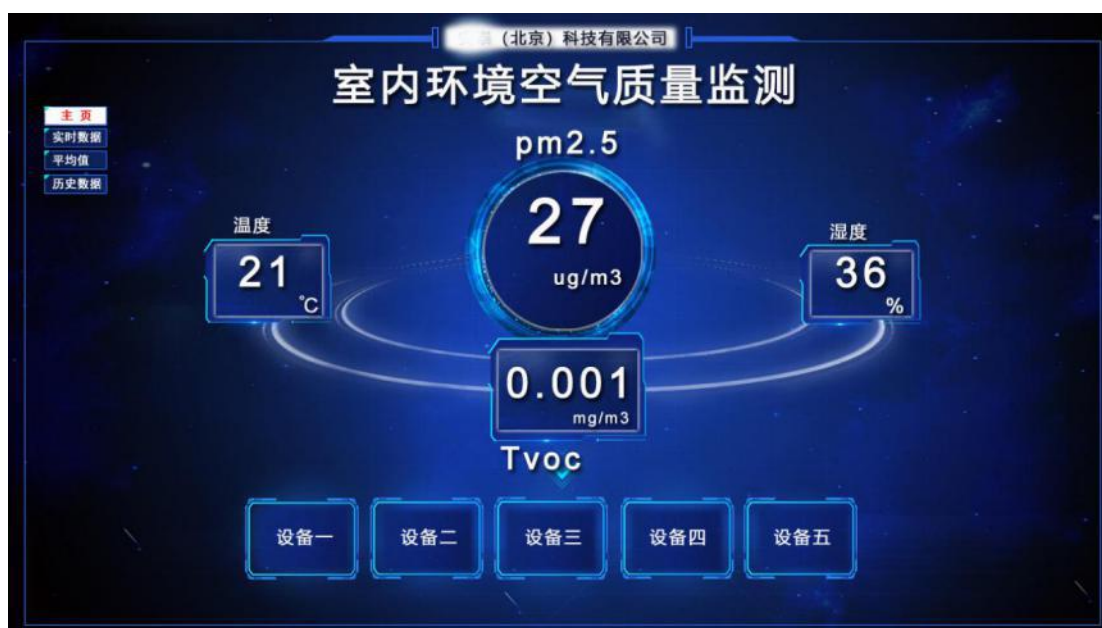 （北京）科技有限公司
室内环境空气质量监测
主 页
实时数据
平均值
历史数据
pm2.5
27
ug/m3
温度
21
℃
湿度
36
%
0.001
mg/m3
Tvoc
设备一
设备二
设备三
设备四
设备五